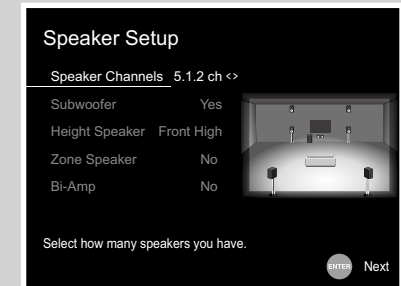 Speaker Setup
Speaker Channels 5.1.2 ch <>
Subwoofer Yes
Height Speaker Front High
Zone Speaker No
Bi-Amp No
Select how many speakers you have.
ENTER Next